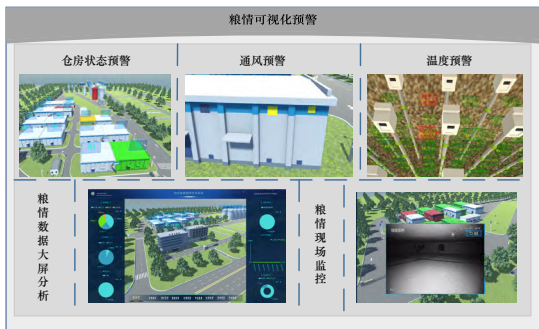 粮情可视化预警
仓房状态预警
通风预警
温度预警
粮情数据大屏分析
粮情现场监控